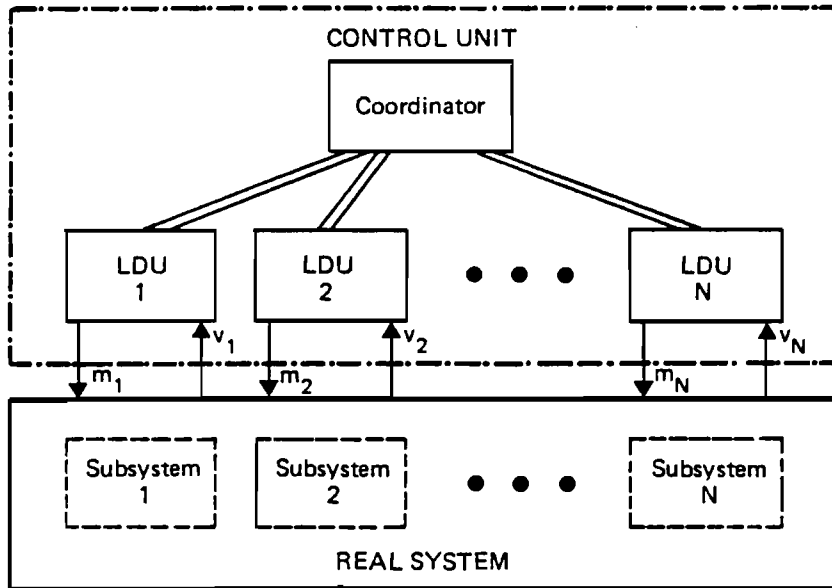 CONTROL UNIT
Coordinator
LDU
1
LDU
2
LDU
N
m1
v1
m2
v2
mN
vN
Subsystem
1
Subsystem
2
Subsystem
N
REAL SYSTEM